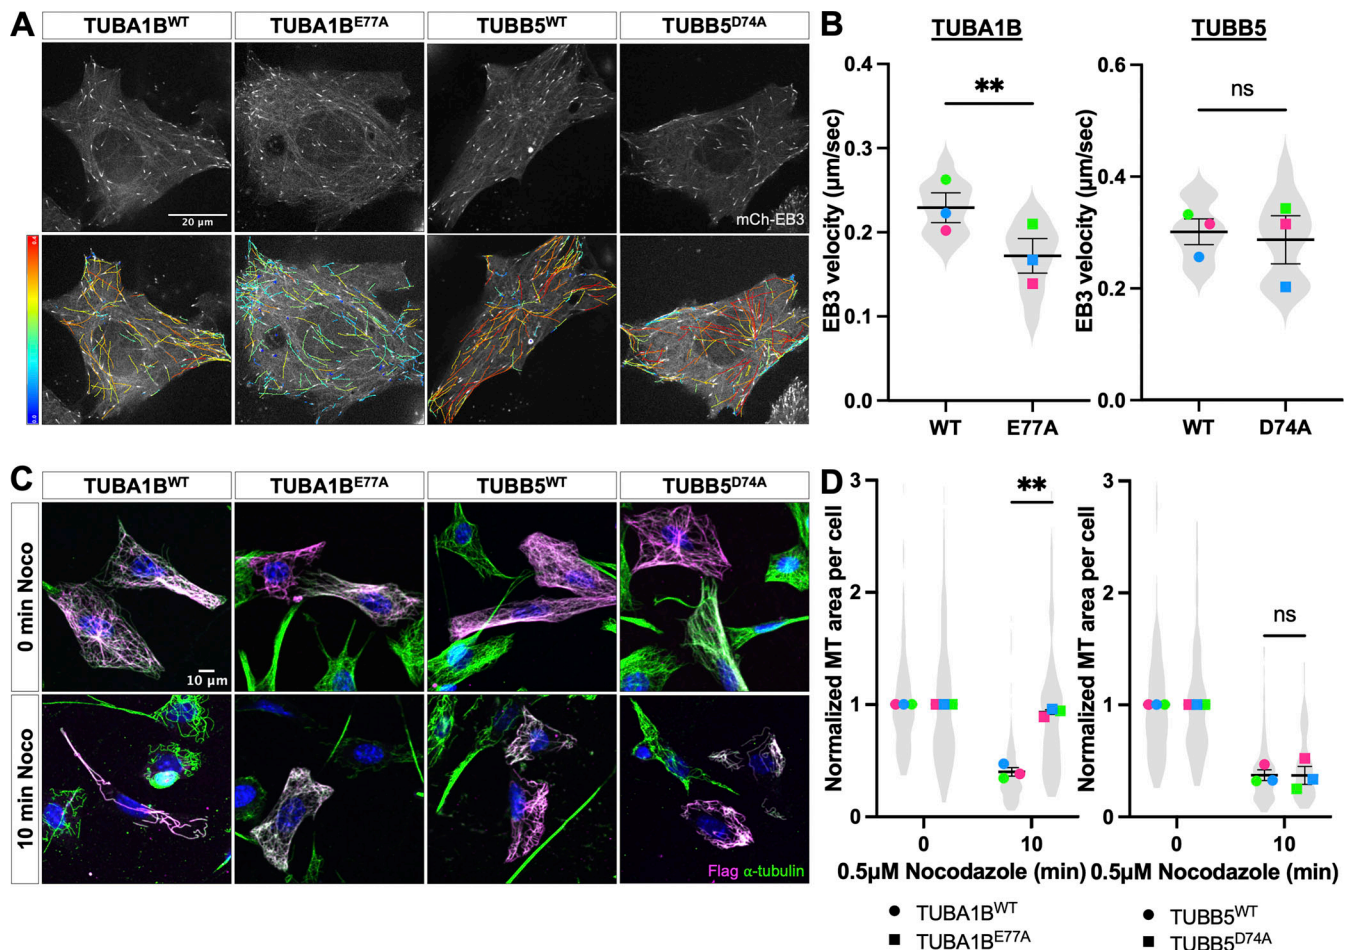 A
TUBA1B^WT
TUBA1B^E77A
TUBB5^WT
TUBB5^D74A
20 µm
mCh-EB3
0.0
B
TUBA1B
TUBB5
EB3 velocity (µm/sec)
0.4
0.3
0.2
0.1
0.0
**
WT
E77A
EB3 velocity (µm/sec)
0.6
0.4
0.2
0.0
ns
WT
D74A
C
TUBA1B^WT
TUBA1B^E77A
TUBB5^WT
TUBB5^D74A
0 min Noco
10 µm
10 min Noco
Flag α-tubulin
D
Normalized MT area per cell
3
2
1
0
**
0
10
0.5µM Nocodazole (min)
TUBA1B^WT
TUBA1B^E77A
Normalized MT area per cell
3
2
1
0
ns
0
10
0.5µM Nocodazole (min)
TUBB5^WT
TUBB5^D74A